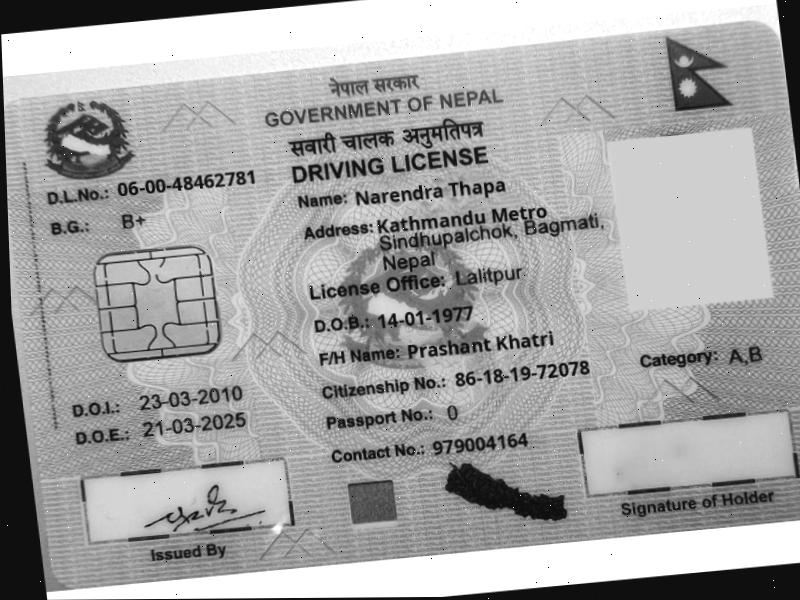 नेपाल सरकार
GOVERNMENT OF NEPAL
सवारी चालक अनुमतिपत्र
DRIVING LICENSE
D.L.No.: 06-00-48462781
B.G.: B+
Name: Narendra Thapa
Address: Kathmandu Metro
Sindhupalchok, Bagmati,
Nepal
License Office: Lalitpur
D.O.B.: 14-01-1977
F/H Name: Prashant Khatri
Citizenship No.: 86-18-19-72078
Category: A,B
Passport No.: 0
Contact No.: 979004164
D.O.I.: 23-03-2010
D.O.E.: 21-03-2025
Issued By
Signature of Holder